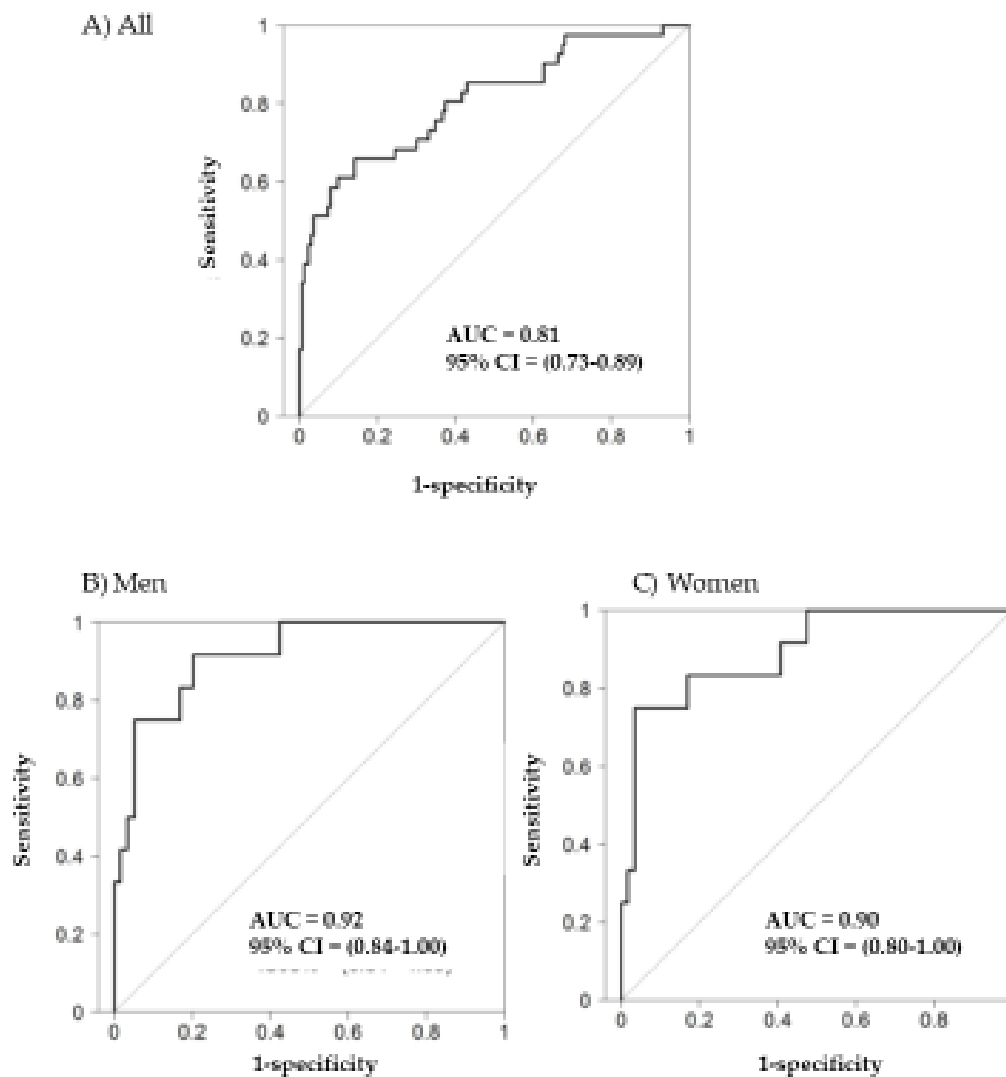 A) All
1
0.8
0.6
0.4
0.2
0
Sensitivity
AUC = 0.81
95% CI = (0.73-0.89)
0 0.2 0.4 0.6 0.8 1
1-specificity
B) Men
1
0.8
0.6
0.4
0.2
0
Sensitivity
AUC = 0.92
95% CI = (0.84-1.00)
0 0.2 0.4 0.6 0.8 1
1-specificity
C) Women
1
0.8
0.6
0.4
0.2
0
Sensitivity
AUC = 0.90
95% CI = (0.80-1.00)
0 0.2 0.4 0.6 0.8
1-specificity